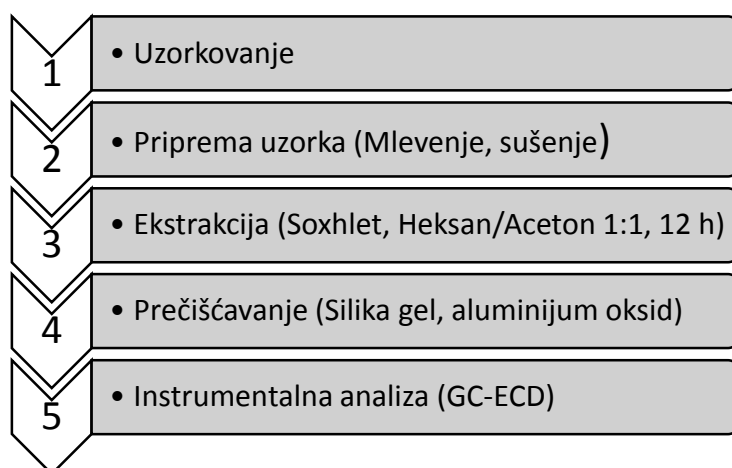 1 • Uzorkovanje
2 • Priprema uzorka (Mlevenje, sušenje)
3 • Ekstrakcija (Soxhlet, Heksan/Aceton 1:1, 12 h)
4 • Prečišćavanje (Silika gel, aluminijum oksid)
5 • Instrumentalna analiza (GC-ECD)